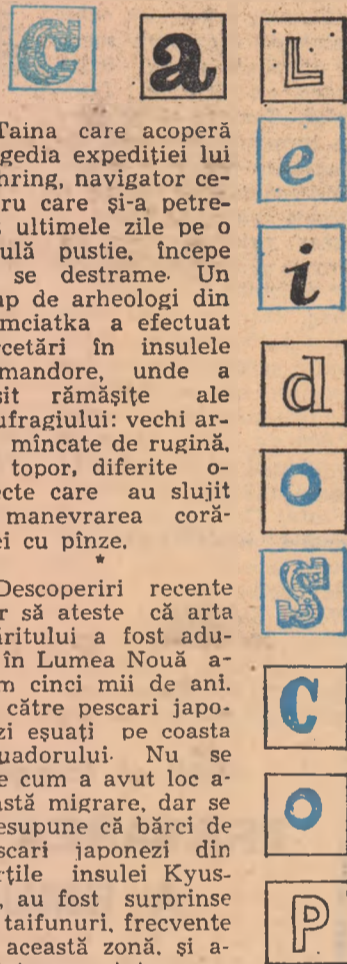 CaLeidoSCoP
Taina care acoperă
gedia expediţiei lui
hring, navigator ce-
ru care şi-a petre-
ultimele zile pe o
ulă pustie, începe
se destrame. Un
p de arheologi din
mciatka a efectuat
cetări în insulele
mandore, unde a
sit rămăşite ale
ufragiului: vechi ar-
mîncate de rugină,
topor, diferite o-
ecte care au slujit
manevrarea coră-
ei cu pînze.
*
Descoperiri recente
r să ateste că arta
ăritului a fost adu-
în Lumea Nouă a-
m cinci mii de ani.
către pescari japo-
zi eşuaţi pe coasta
uadorului. Nu se
e cum a avut loc a-
astă migrare, dar se
esupune că bărci de
scari japonezi din
rţile insulei Kyus-
, au fost surprinse
taifunuri, frecvente
această zonă, şi a-